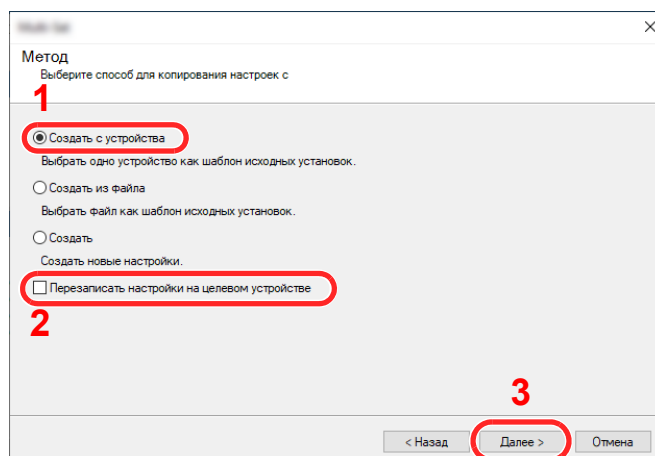 Метод
Выберите способ для копирования настроек с
1
Создать с устройства
Выбрать одно устройство как шаблон исходных установок.
Создать из файла
Выбрать файл как шаблон исходных установок.
Создать
Создать новые настройки.
Перезаписать настройки на целевом устройстве
2
3
< Назад Далее > Отмена